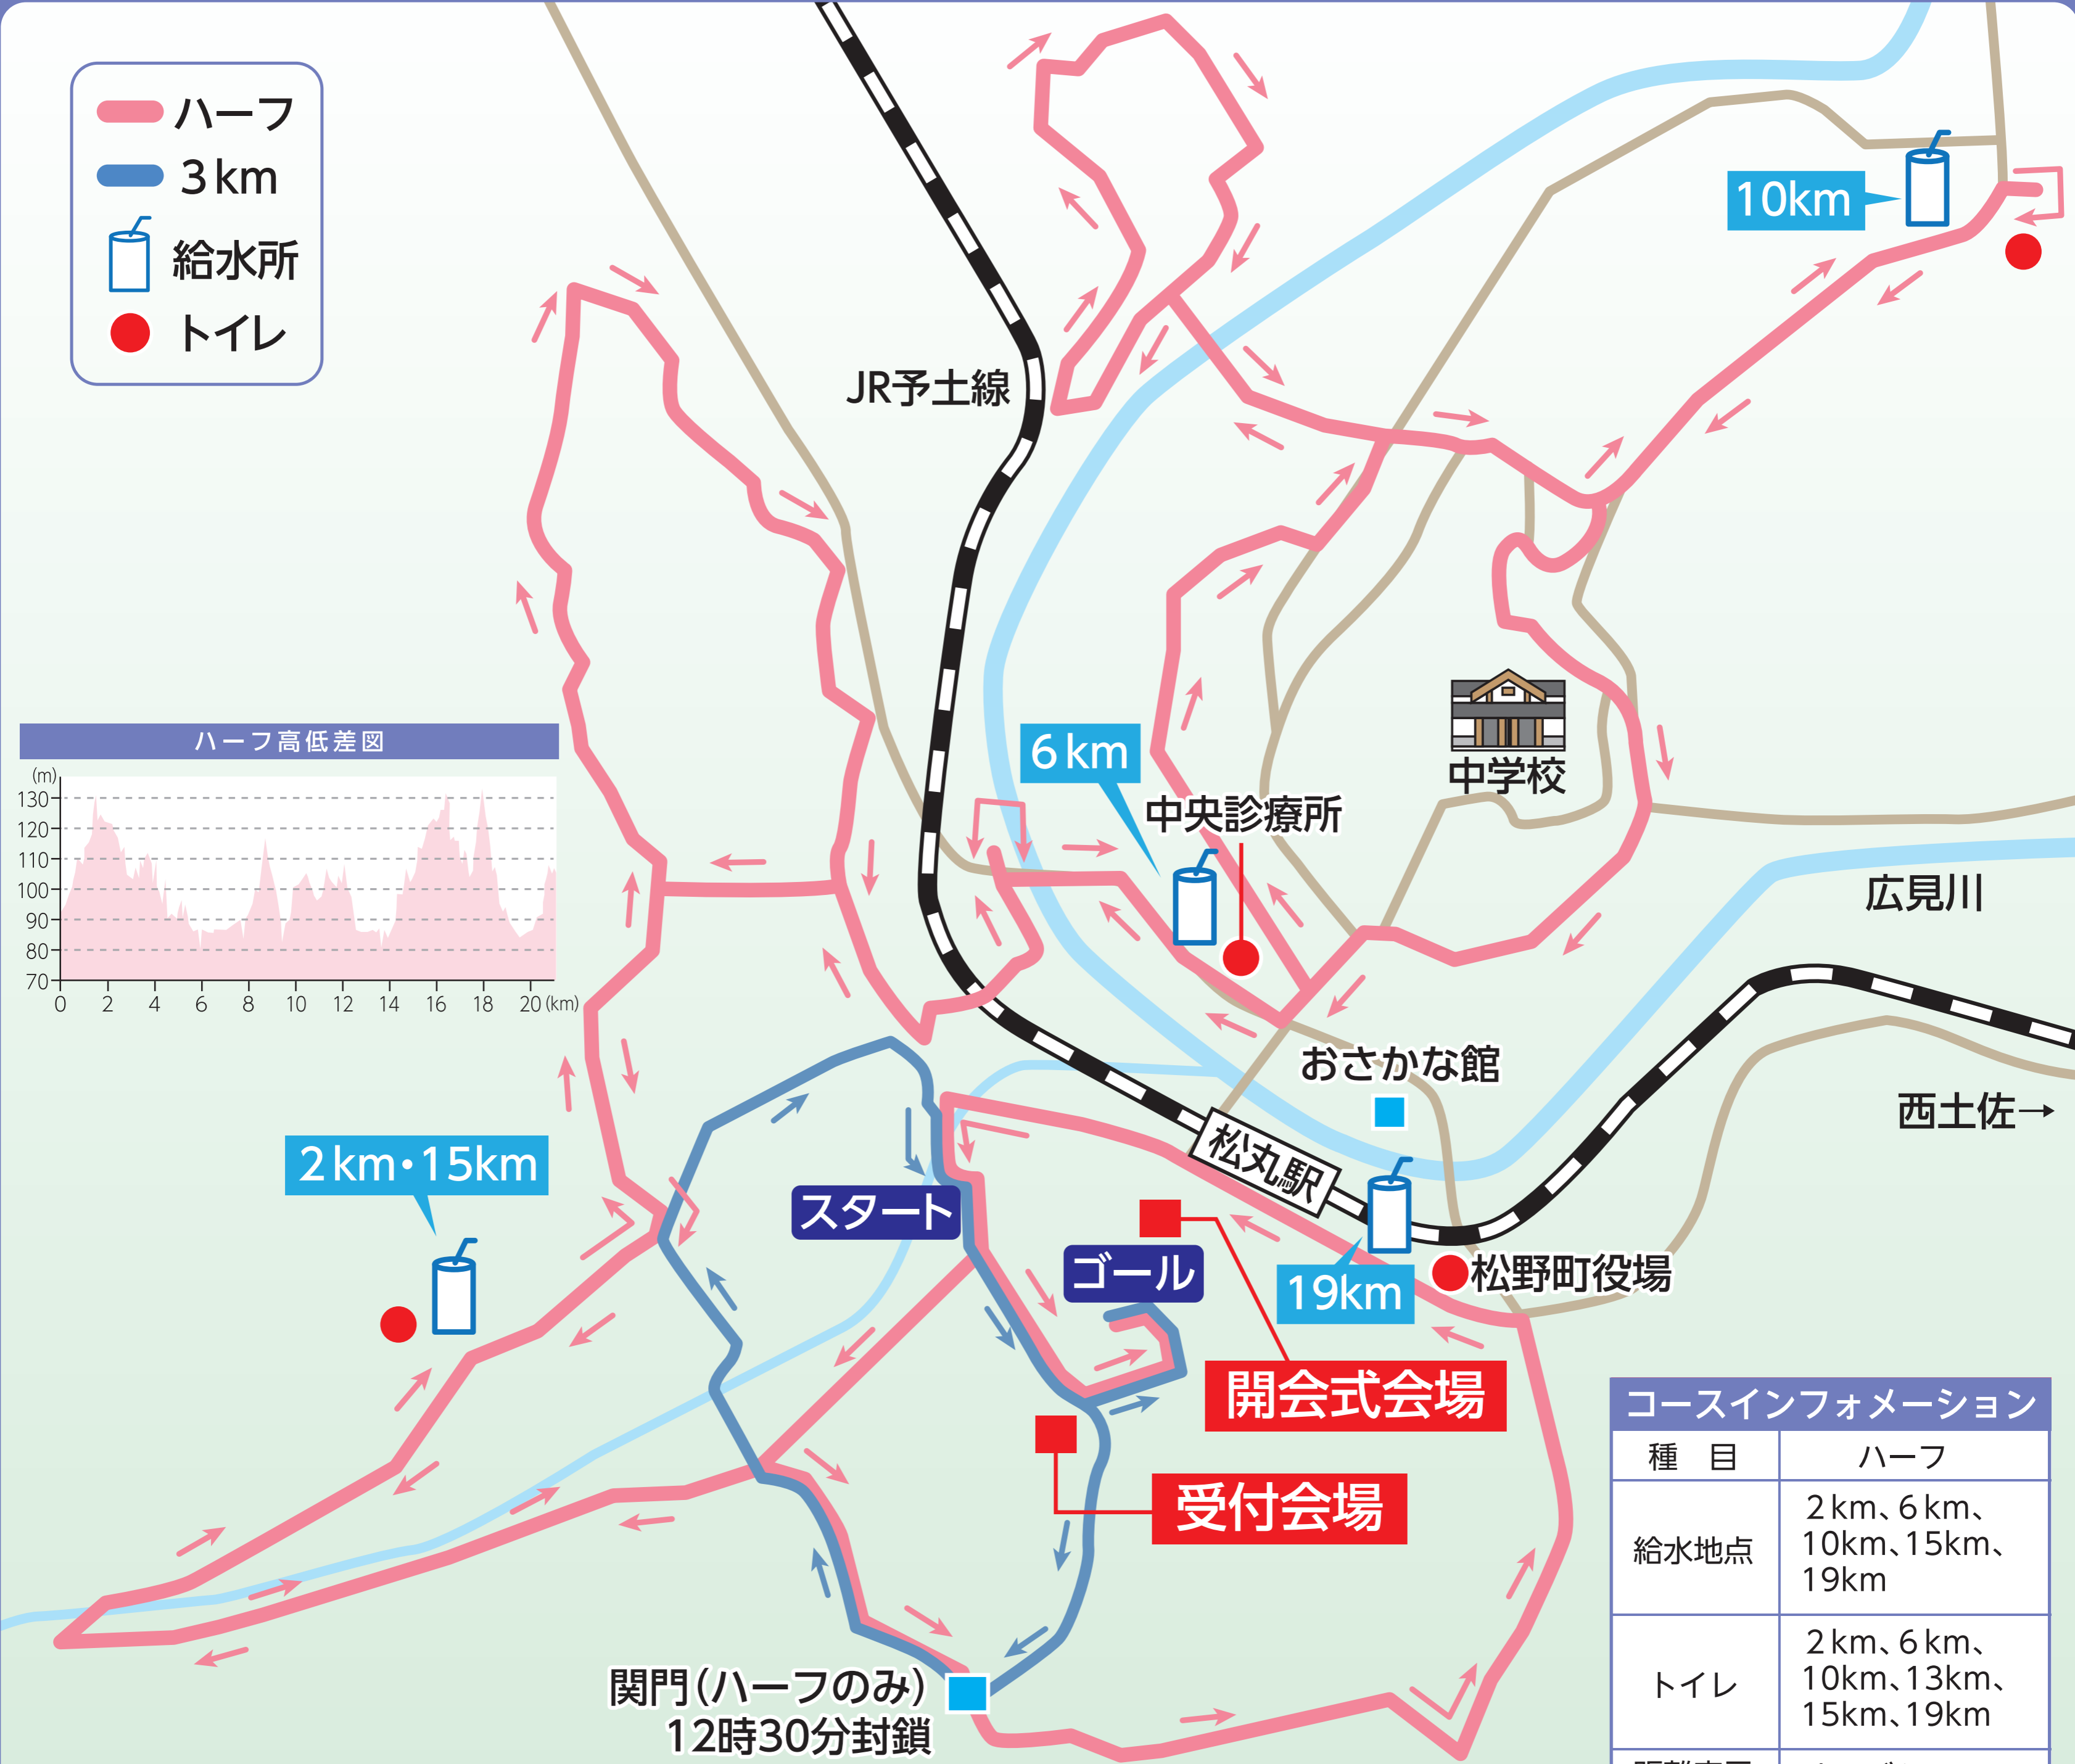 ハーフ
3km
給水所
トイレ
JR予土線
10km
ハーフ高低差図
(m)
130
120
110
100
90
80
70
0 2 4 6 8 10 12 14 16 18 20 (km)
6km
中央診療所
中学校
広見川
おさかな館
西土佐→
松丸駅
2km・15km
スタート
ゴール
19km
松野町役場
開会式会場
受付会場
関門(ハーフのみ)
12時30分封鎖
コースインフォメーション
種 目 ハーフ
給水地点 2km、6km、
10km、15km、
19km
トイレ 2km、6km、
10km、13km、
15km、19km